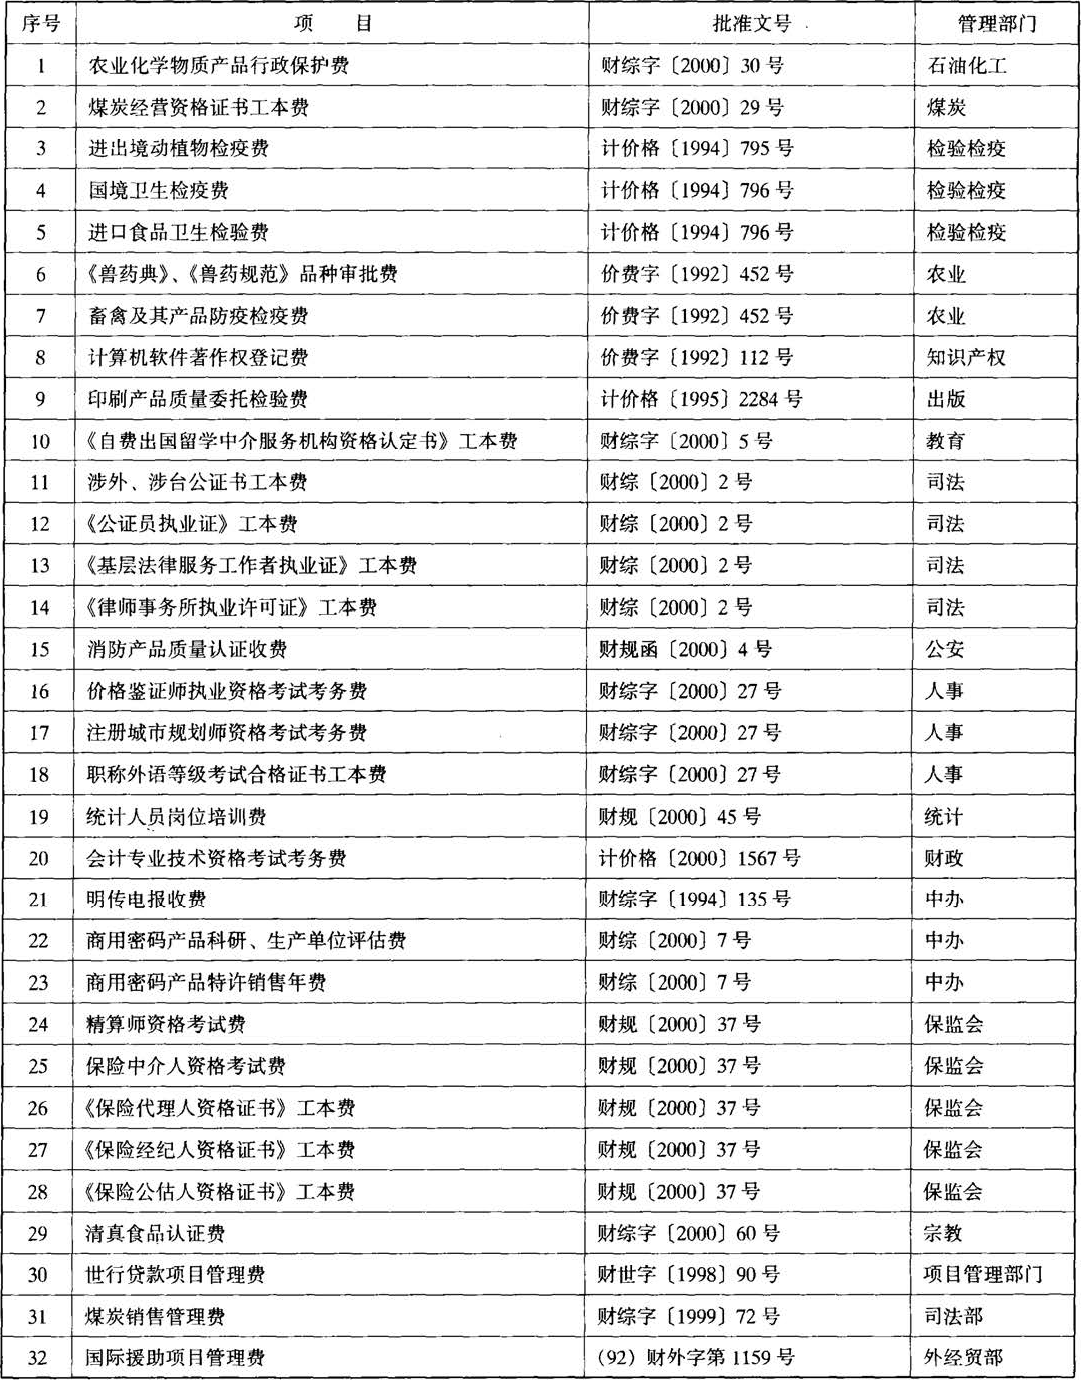 序号 项 目 批准文号 管理部门
1 农业化学物质产品行政保护费 财综字〔2000〕30号 石油化工
2 煤炭经营资格证书工本费 财综字〔2000〕29号 煤炭
3 进出境动植物检疫费 计价格〔1994〕795号 检验检疫
4 国境卫生检疫费 计价格〔1994〕796号 检验检疫
5 进口食品卫生检验费 计价格〔1994〕796号 检验检疫
6 《兽药典》、《兽药规范》品种审批费 价费字〔1992〕452号 农业
7 畜禽及其产品防疫检疫费 价费字〔1992〕452号 农业
8 计算机软件著作权登记费 价费字〔1992〕112号 知识产权
9 印刷产品质量委托检验费 计价格〔1995〕2284号 出版
10 《自费出国留学中介服务机构资格认定书》工本费 财综字〔2000〕5号 教育
11 涉外、涉台公证书工本费 财综〔2000〕2号 司法
12 《公证员执业证》工本费 财综〔2000〕2号 司法
13 《基层法律服务工作者执业证》工本费 财综〔2000〕2号 司法
14 《律师事务所执业许可证》工本费 财综〔2000〕2号 司法
15 消防产品质量认证收费 财规函〔2000〕4号 公安
16 价格鉴证师执业资格考试考务费 财综字〔2000〕27号 人事
17 注册城市规划师资格考试考务费 财综字〔2000〕27号 人事
18 职称外语等级考试合格证书工本费 财综字〔2000〕27号 人事
19 统计人员岗位培训费 财规〔2000〕45号 统计
20 会计专业技术资格考试考务费 计价格〔2000〕1567号 财政
21 明传电报收费 财综字〔1994〕135号 中办
22 商用密码产品科研、生产单位评估费 财综〔2000〕7号 中办
23 商用密码产品特许销售年费 财综〔2000〕7号 中办
24 精算师资格考试费 财规〔2000〕37号 保监会
25 保险中介人资格考试费 财规〔2000〕37号 保监会
26 《保险代理人资格证书》工本费 财规〔2000〕37号 保监会
27 《保险经纪人资格证书》工本费 财规〔2000〕37号 保监会
28 《保险公估人资格证书》工本费 财规〔2000〕37号 保监会
29 清真食品认证费 财综字〔2000〕60号 宗教
30 世行贷款项目管理费 财世字〔1998〕90号 项目管理部门
31 煤炭销售管理费 财综字〔1999〕72号 司法部
32 国际援助项目管理费 (92)财外字第1159号 外经贸部